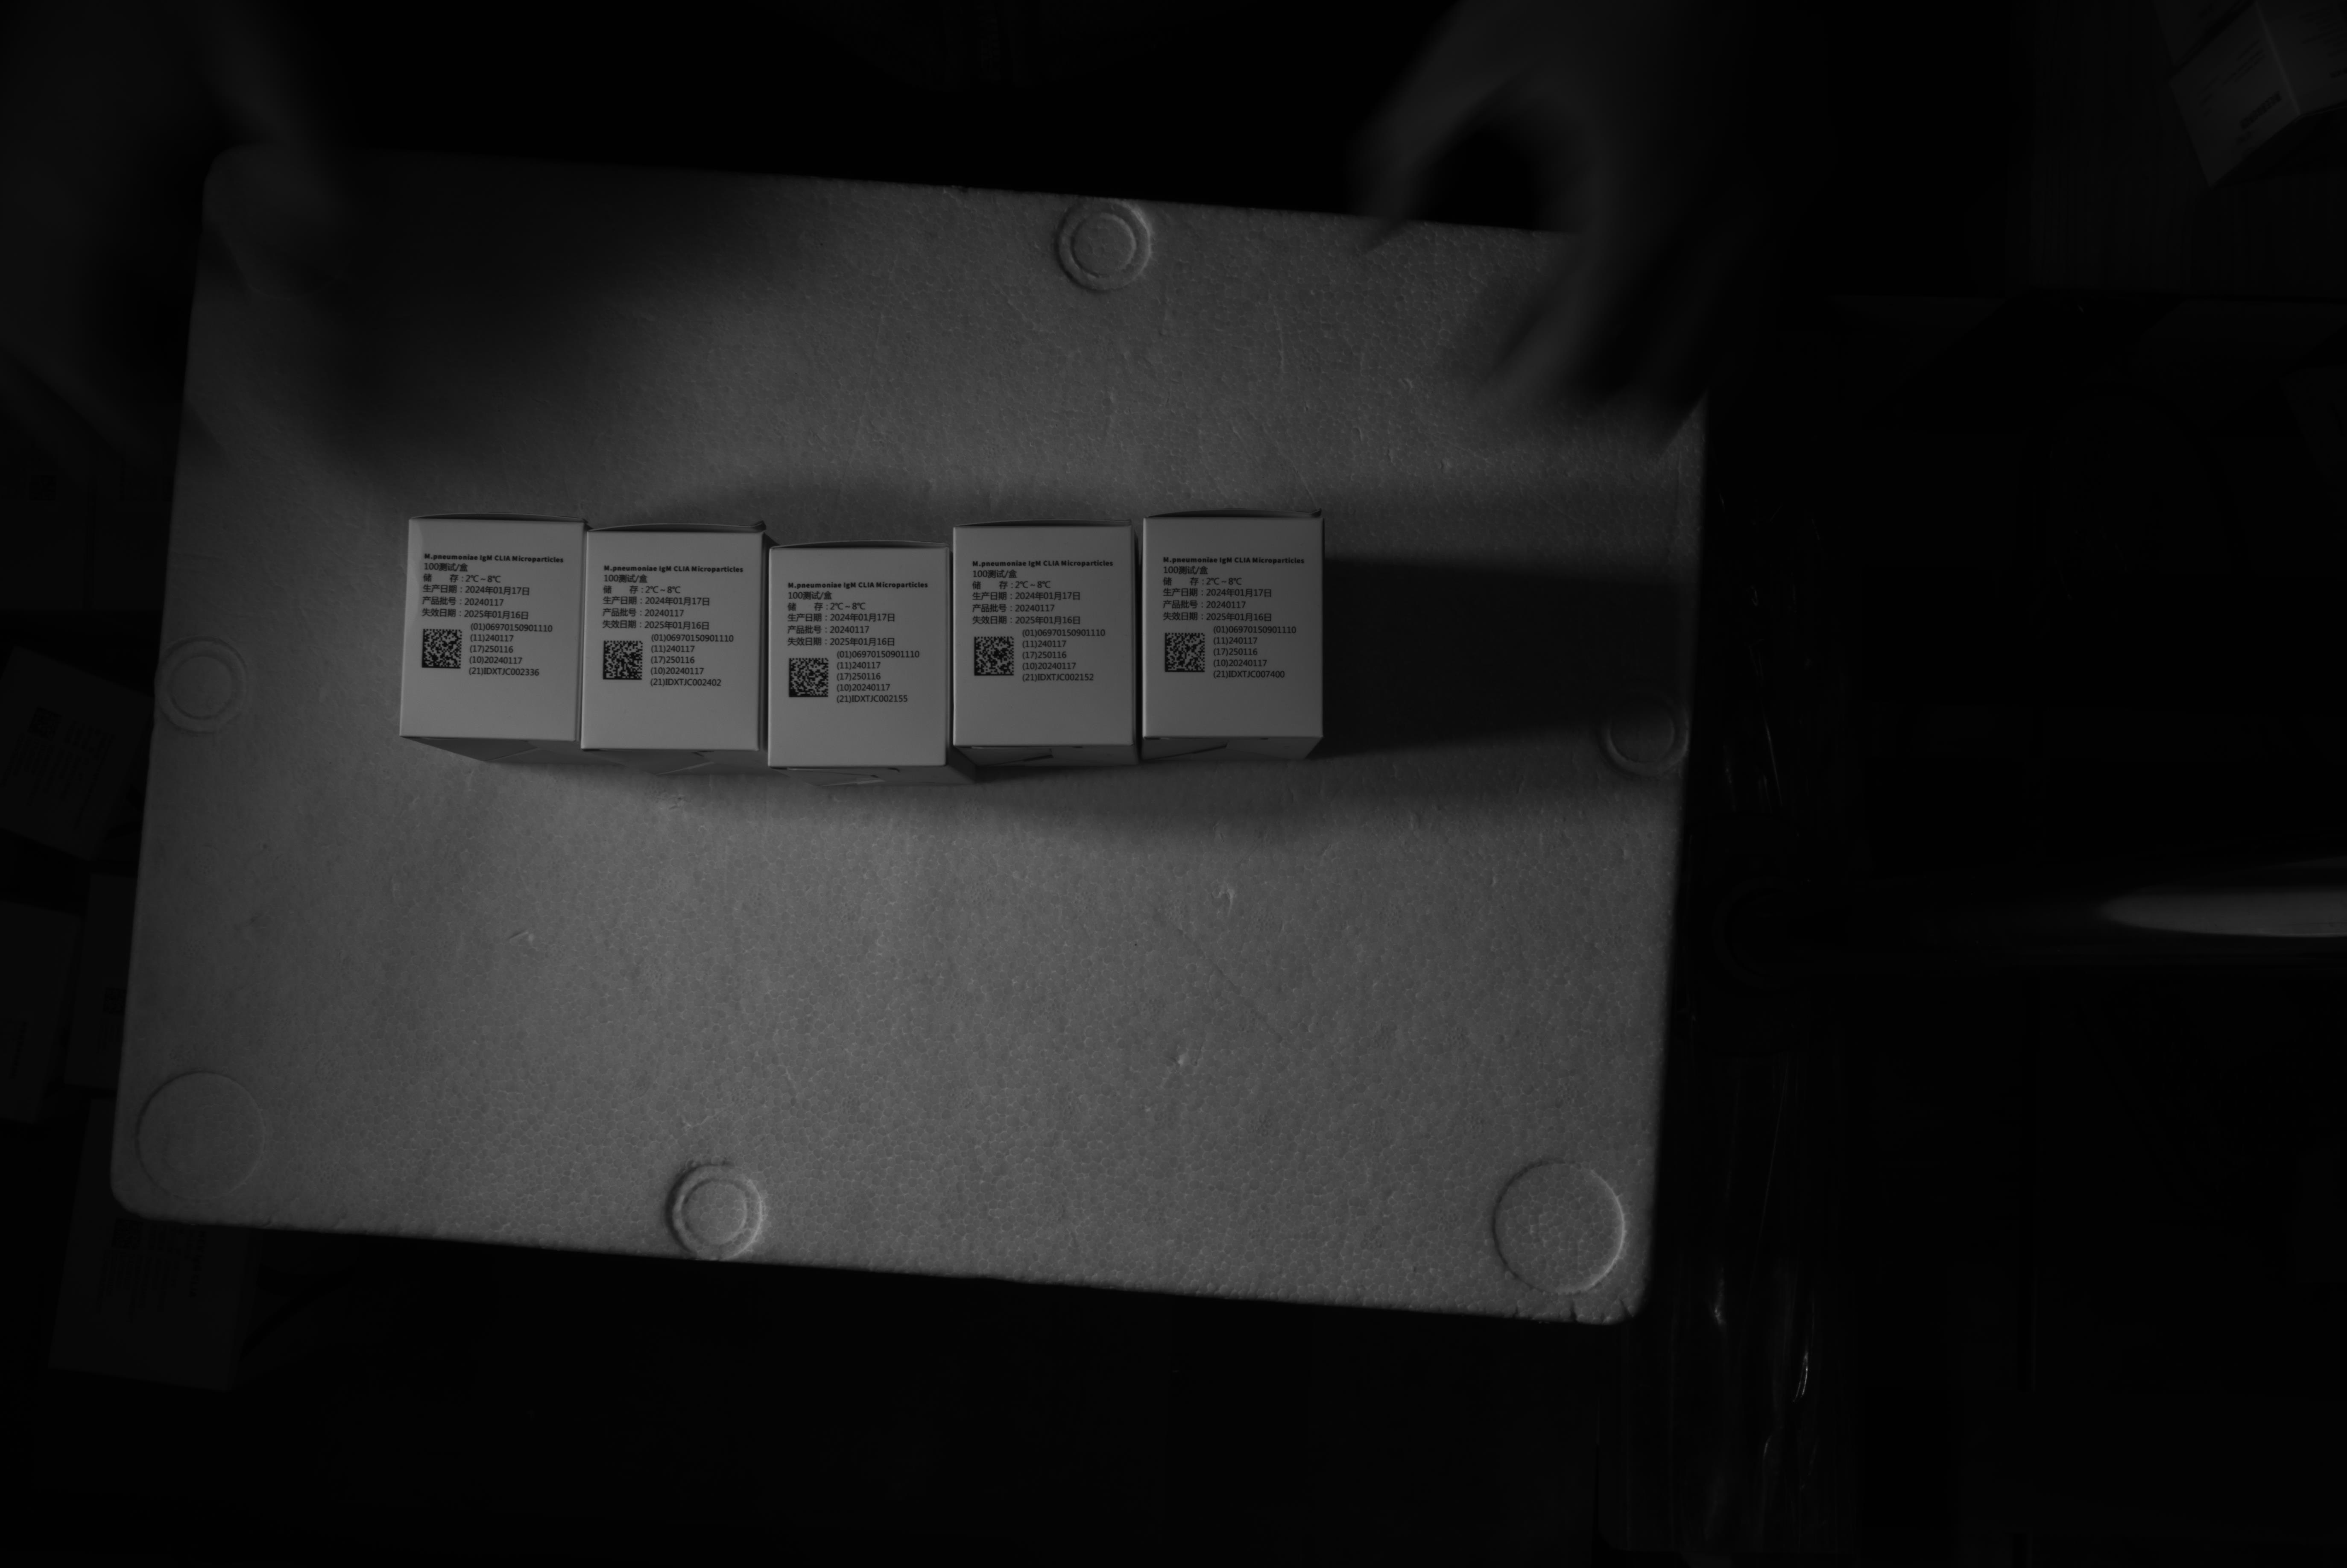 M.pneumoniae IgM CLIA Microparticles
100测试/盒
储 存：2℃～8℃
生产日期：2024年01月17日
产品批号：20240117
失效日期：2025年01月16日
(01)06970150901110
(11)240117
(17)250116
(10)20240117
(21)IDXTJC002336
M.pneumoniae IgM CLIA Microparticles
100测试/盒
储 存：2℃～8℃
生产日期：2024年01月17日
产品批号：20240117
失效日期：2025年01月16日
(01)06970150901110
(11)240117
(17)250116
(10)20240117
(21)IDXTJC002402
M.pneumoniae IgM CLIA Microparticles
100测试/盒
储 存：2℃～8℃
生产日期：2024年01月17日
产品批号：20240117
失效日期：2025年01月16日
(01)06970150901110
(11)240117
(17)250116
(10)20240117
(21)IDXTJC002155
M.pneumoniae IgM CLIA Microparticles
100测试/盒
储 存：2℃～8℃
生产日期：2024年01月17日
产品批号：20240117
失效日期：2025年01月16日
(01)06970150901110
(11)240117
(17)250116
(10)20240117
(21)IDXTJC002152
M.pneumoniae IgM CLIA Microparticles
100测试/盒
储 存：2℃～8℃
生产日期：2024年01月17日
产品批号：20240117
失效日期：2025年01月16日
(01)06970150901110
(11)240117
(17)250116
(10)20240117
(21)IDXTJC007400